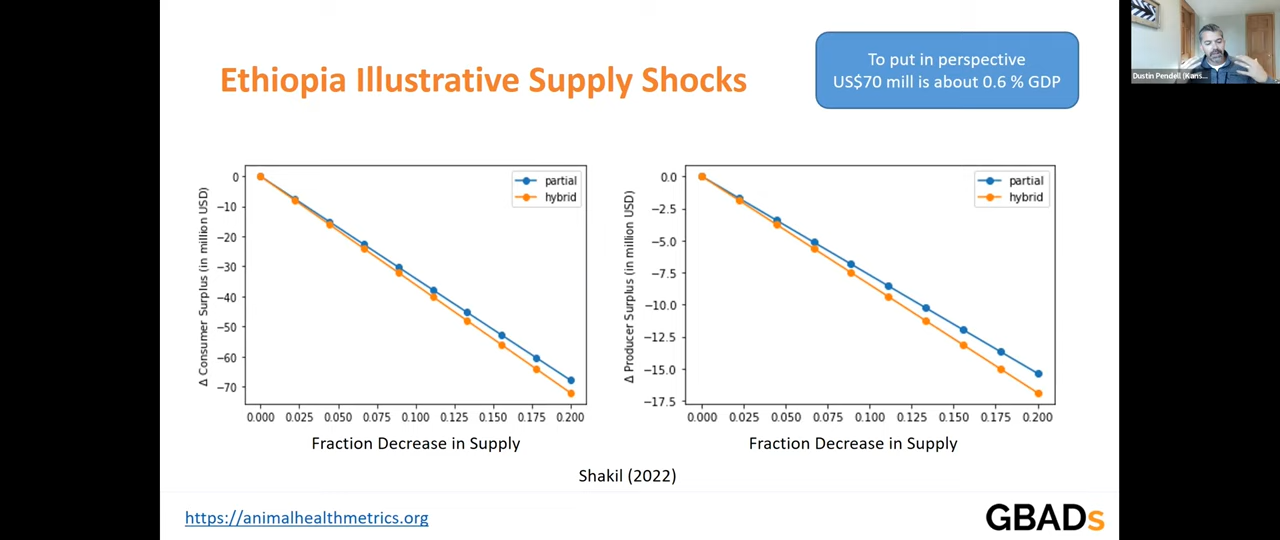 Ethiopia Illustrative Supply Shocks
To put in perspective
US$70 mill is about 0.6 % GDP
Dustin Pendell (Kans...
Δ Consumer Surplus (in million USD)
0
−10
−20
−30
−40
−50
−60
−70
partial
hybrid
0.000 0.025 0.050 0.075 0.100 0.125 0.150 0.175 0.200
Fraction Decrease in Supply
Δ Producer Surplus (in million USD)
0.0
−2.5
−5.0
−7.5
−10.0
−12.5
−15.0
−17.5
partial
hybrid
0.000 0.025 0.050 0.075 0.100 0.125 0.150 0.175 0.200
Fraction Decrease in Supply
Shakil (2022)
https://animalhealthmetrics.org
GBADs